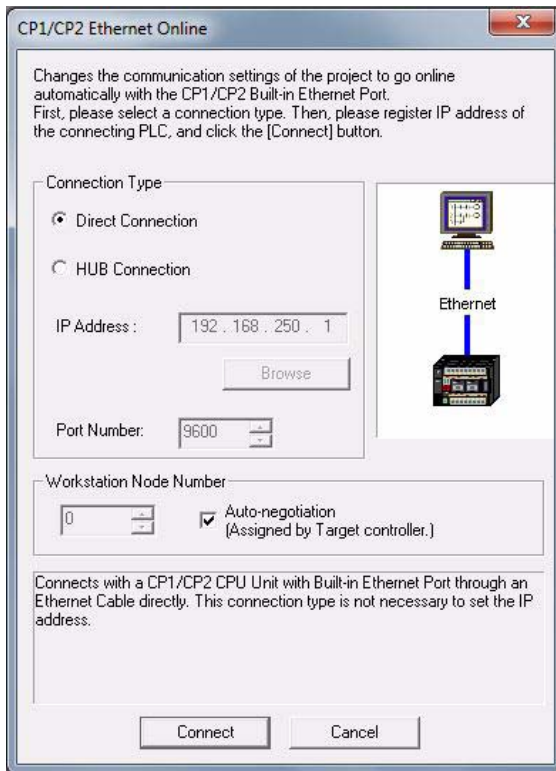 CP1/CP2 Ethernet Online
Changes the communication settings of the project to go online
automatically with the CP1/CP2 Built-in Ethernet Port.
First, please select a connection type. Then, please register IP address of
the connecting PLC, and click the [Connect] button.
Connection Type
Direct Connection
HUB Connection
IP Address :
192 . 168 . 250 . 1
Browse
Port Number:
9600
Ethernet
Workstation Node Number
0
Auto-negotiation
(Assigned by Target controller.)
Connects with a CP1/CP2 CPU Unit with Built-in Ethernet Port through an
Ethernet Cable directly. This connection type is not necessary to set the IP
address.
Connect
Cancel